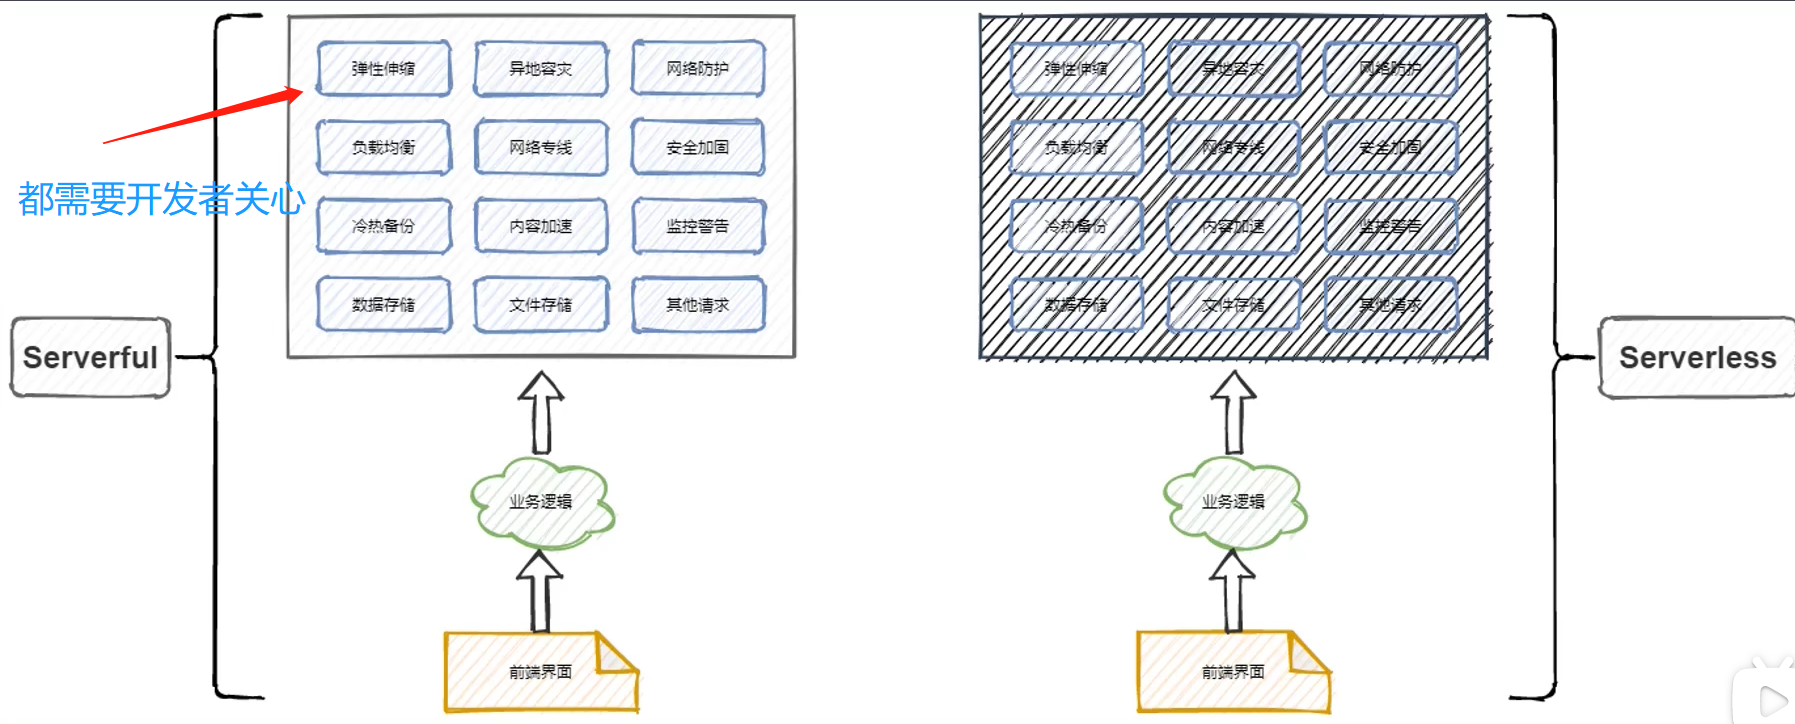 弹性伸缩 异地容灾 网络防护
负载均衡 网络专线 安全加固
都需要开发者关心
冷热备份 内容加速 监控警告
数据存储 文件存储 其他请求
Serverful
业务逻辑
前端界面
弹性伸缩 异地容灾 网络防护
负载均衡 网络专线 安全加固
冷热备份 内容加速 监控警告
数据存储 文件存储 其他请求
Serverless
业务逻辑
前端界面